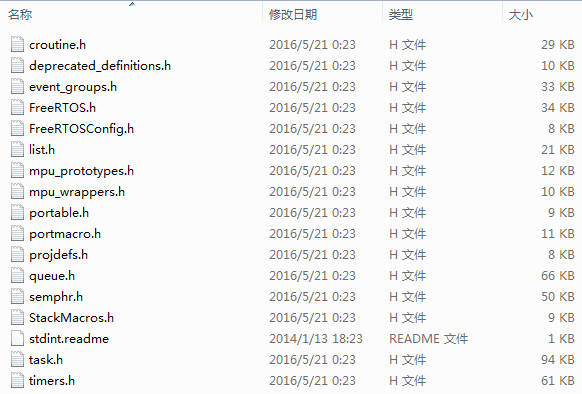 名称 修改日期 类型 大小
croutine.h 2016/5/21 0:23 H 文件 29 KB
deprecated_definitions.h 2016/5/21 0:23 H 文件 10 KB
event_groups.h 2016/5/21 0:23 H 文件 33 KB
FreeRTOS.h 2016/5/21 0:23 H 文件 34 KB
FreeRTOSConfig.h 2016/5/21 0:23 H 文件 8 KB
list.h 2016/5/21 0:23 H 文件 21 KB
mpu_prototypes.h 2016/5/21 0:23 H 文件 12 KB
mpu_wrappers.h 2016/5/21 0:23 H 文件 10 KB
portable.h 2016/5/21 0:23 H 文件 9 KB
portmacro.h 2016/5/21 0:23 H 文件 11 KB
projdefs.h 2016/5/21 0:23 H 文件 8 KB
queue.h 2016/5/21 0:23 H 文件 66 KB
semphr.h 2016/5/21 0:23 H 文件 50 KB
StackMacros.h 2016/5/21 0:23 H 文件 9 KB
stdint.readme 2014/1/13 18:23 README 文件 1 KB
task.h 2016/5/21 0:23 H 文件 94 KB
timers.h 2016/5/21 0:23 H 文件 61 KB